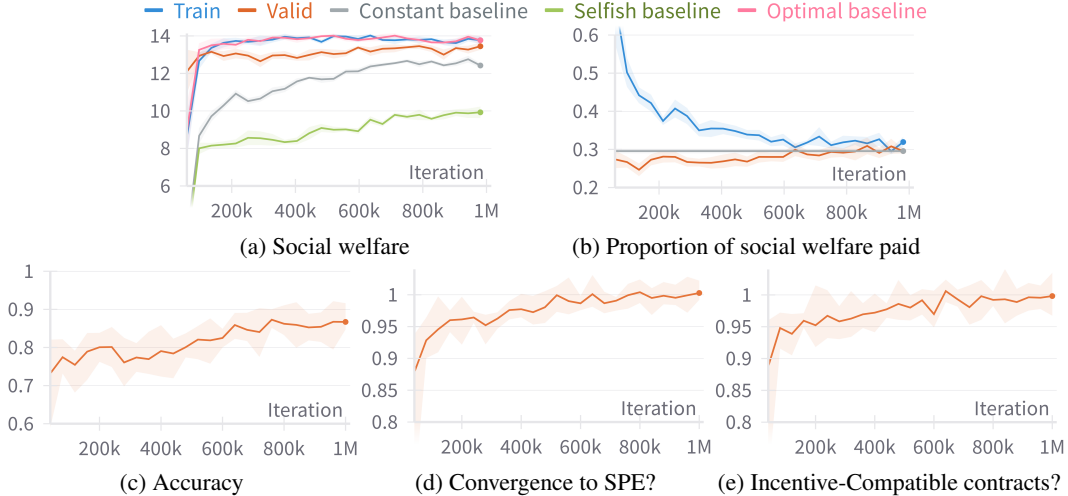 Train Valid Constant baseline Selfish baseline Optimal baseline
14
12
10
8
6
Iteration
200k 400k 600k 800k 1M
(a) Social welfare
0.6
0.5
0.4
0.3
0.2
Iteration
200k 400k 600k 800k 1M
(b) Proportion of social welfare paid
1
0.9
0.8
0.7
0.6
Iteration
200k 400k 600k 800k 1M
(c) Accuracy
1
0.95
0.9
0.85
0.8
Iteration
200k 400k 600k 800k 1M
(d) Convergence to SPE?
1
0.95
0.9
0.85
0.8
Iteration
200k 400k 600k 800k 1M
(e) Incentive-Compatible contracts?